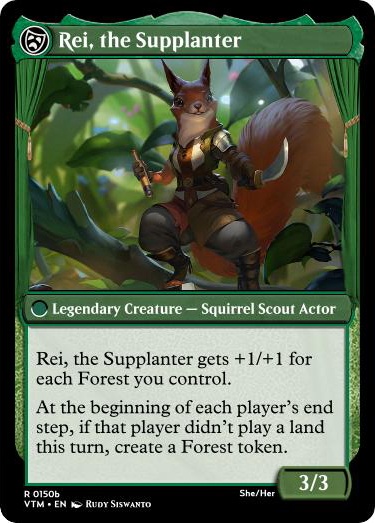 Rei, the Supplanter
Legendary Creature — Squirrel Scout Actor
Rei, the Supplanter gets +1/+1 for
each Forest you control.
At the beginning of each player's end
step, if that player didn't play a land
this turn, create a Forest token.
3/3
R 0150b
She/Her
VTM • EN Rudy Siswanto